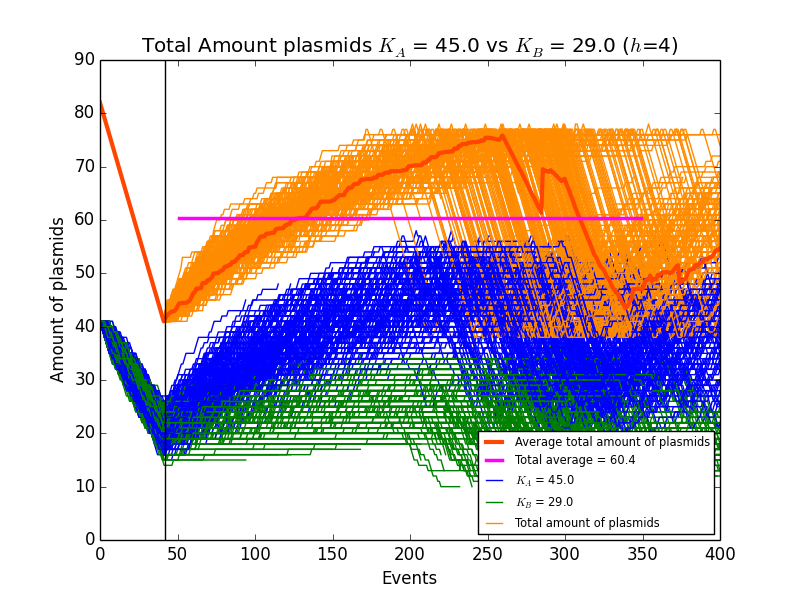 Total Amount plasmids K_A = 45.0 vs K_B = 29.0 (h=4)
90
80
70
60
50
40
30
20
10
0
Amount of plasmids
0 50 100 150 200 250 300 350 400
Events
Average total amount of plasmids
Total average = 60.4
K_A = 45.0
K_B = 29.0
Total amount of plasmids